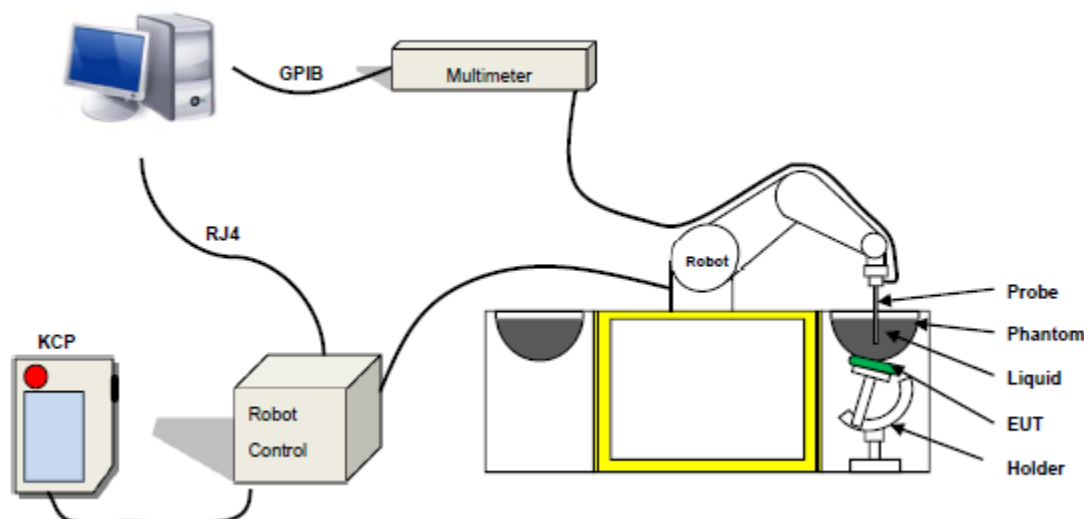 GPIB
Multimeter
RJ4
Robot
Probe
Phantom
Liquid
EUT
Holder
KCP
Robot
Control